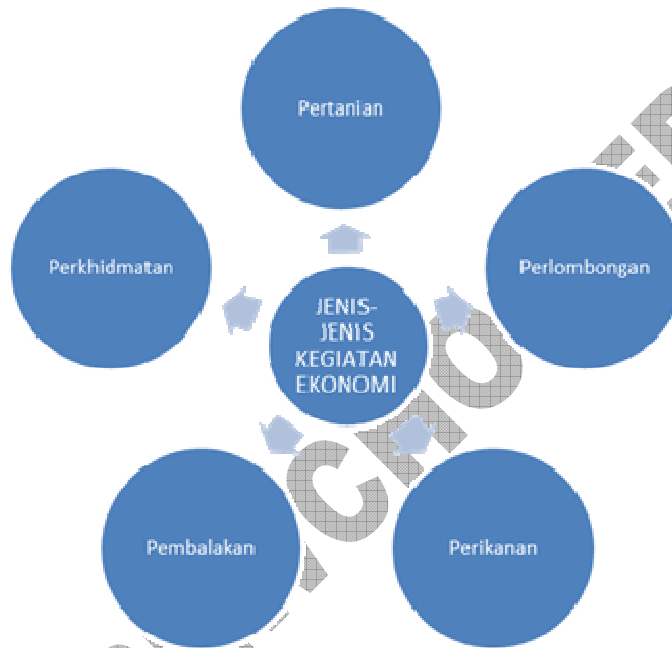 Pertanian
Perlombongan
Perikanan
Pembalakan
Perkhidmatan
JENIS-
JENIS
KEGIATAN
EKONOMI